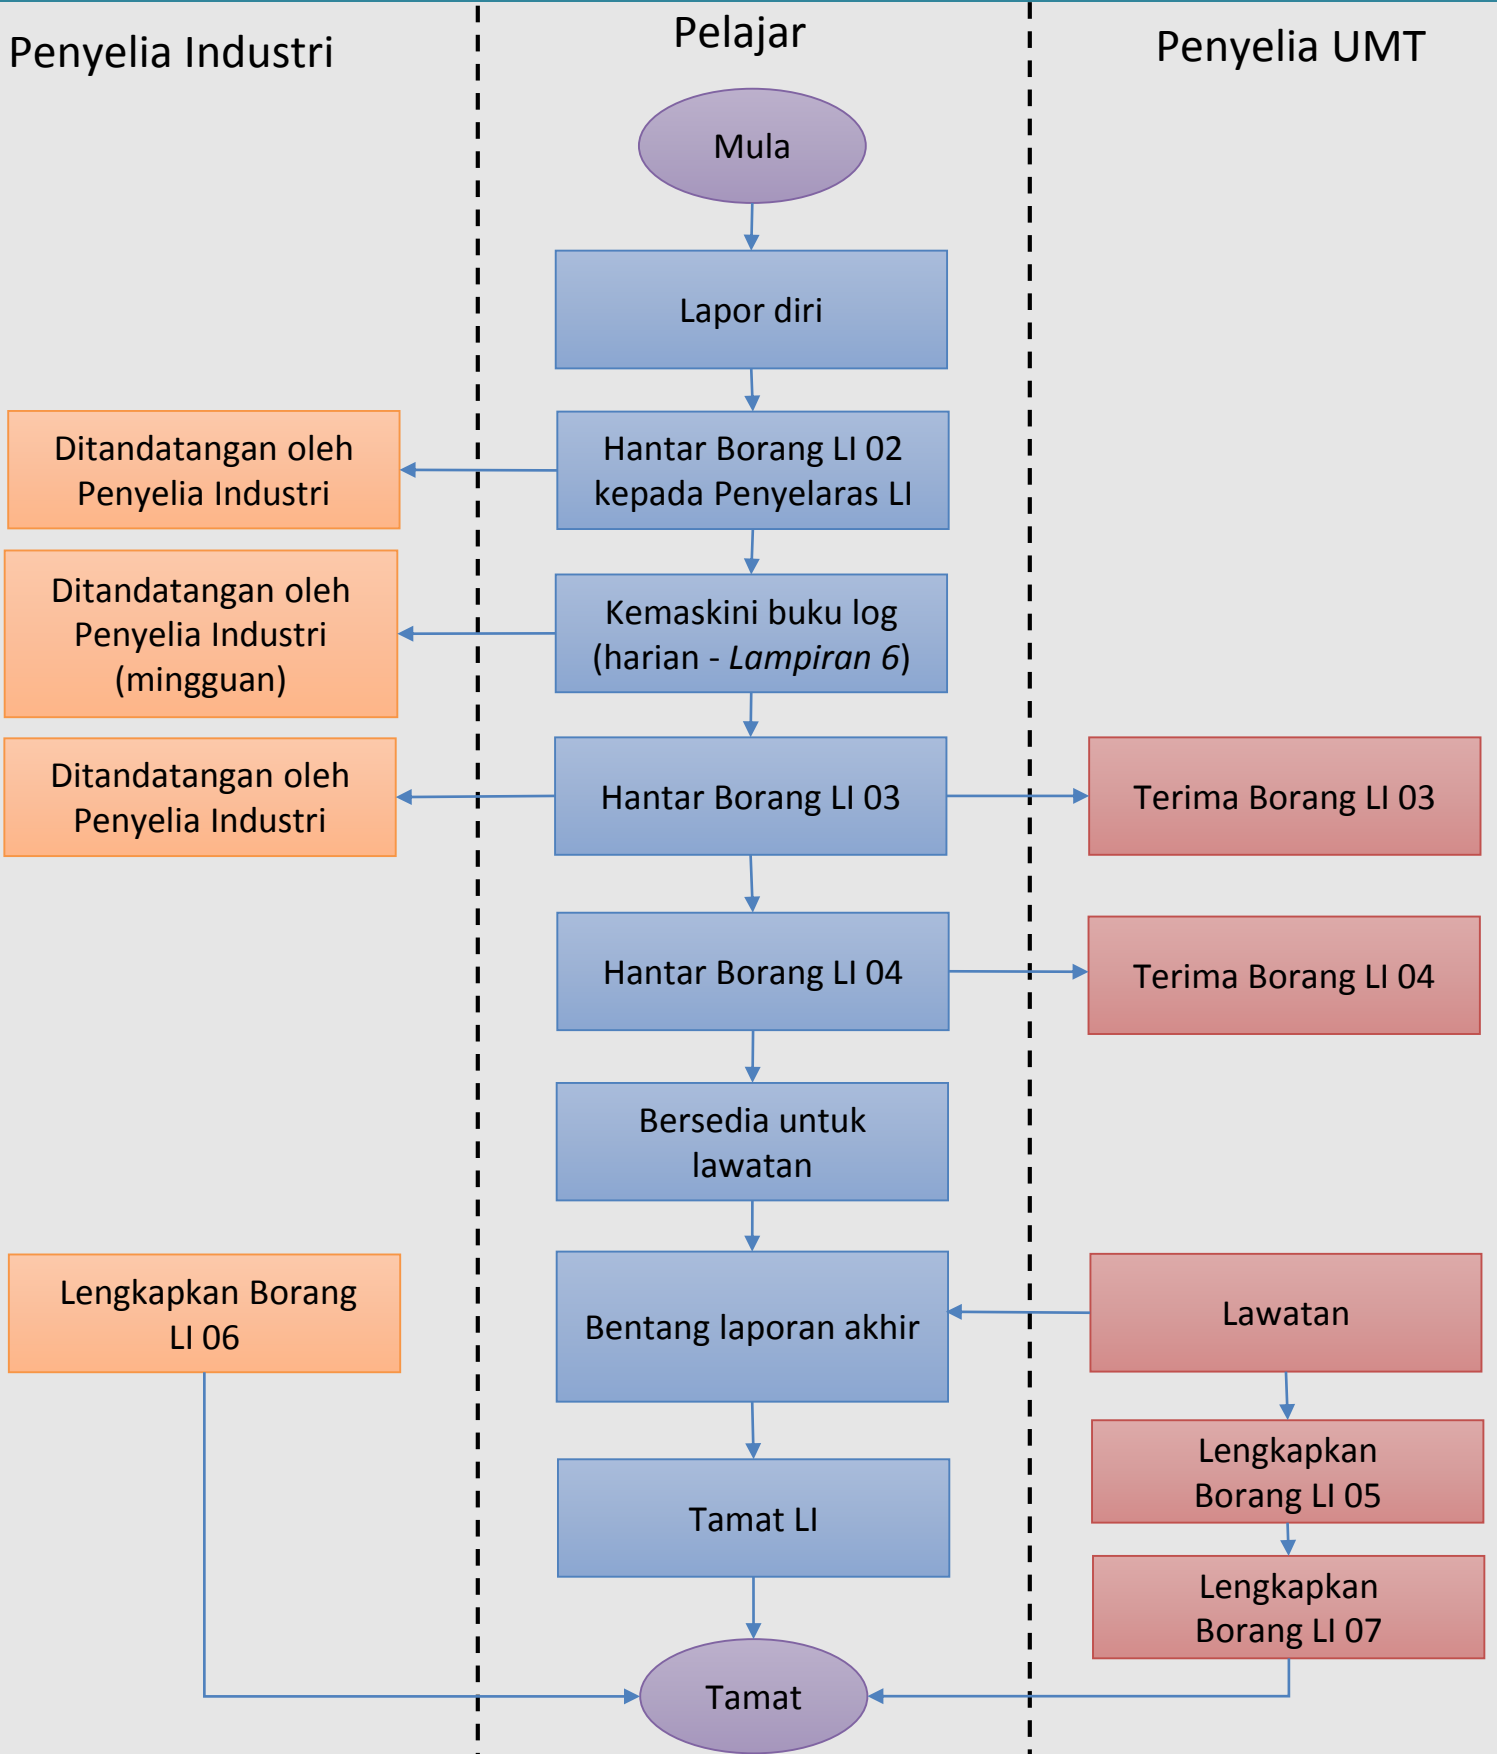 Penyelia Industri
Pelajar
Penyelia UMT
Mula
Lapor diri
Ditandatangan oleh
Penyelia Industri
Hantar Borang LI 02
kepada Penyelaras LI
Ditandatangan oleh
Penyelia Industri
(mingguan)
Kemaskini buku log
(harian - Lampiran 6)
Ditandatangan oleh
Penyelia Industri
Hantar Borang LI 03
Terima Borang LI 03
Hantar Borang LI 04
Terima Borang LI 04
Bersedia untuk
lawatan
Lengkapkan Borang
LI 06
Bentang laporan akhir
Lawatan
Lengkapkan
Borang LI 05
Tamat LI
Lengkapkan
Borang LI 07
Tamat